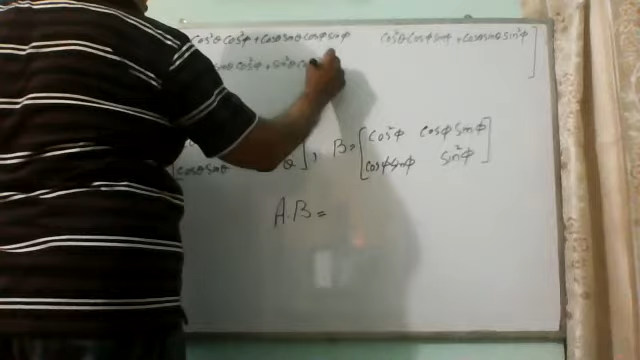 cos²θ cos²φ + cosθ sinθ cosφ sinφ cos²θ cosφ sinφ + cosθ sinθ sin²φ ]
sinθ cos²φ + sin²θ
θ ] , B = [ cos²φ cosφ sinφ
cosθ sinθ cosφ sinφ sin²φ ]
A.B =